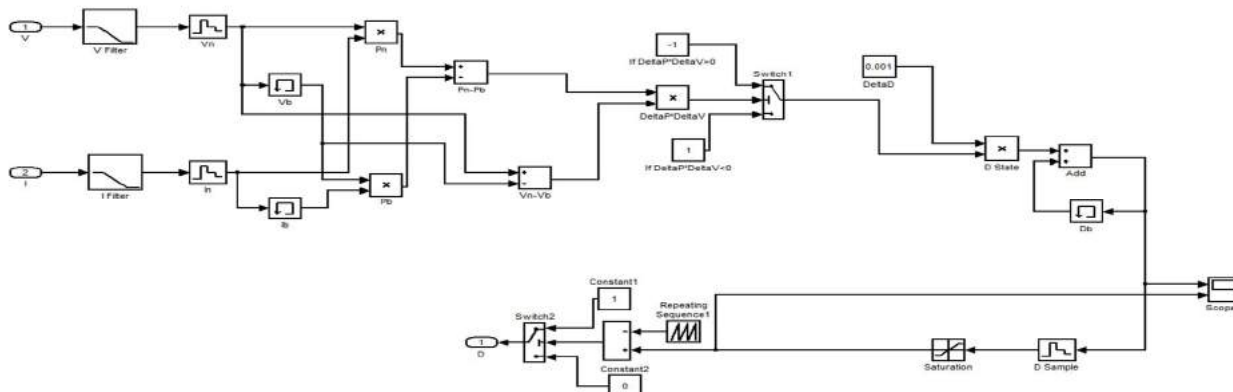 1
V
V Filter
Vn
Pn
Vb
Pn-Pb
-1
If DeltaP*DeltaV>0
Switch1
DeltaP*DeltaV
1
If DeltaP*DeltaV<0
0.001
DeltaD
D State
Add
Db
2
I
I Filter
In
Ib
Pb
Vn-Vb
Scope
Constant1
1
Repeating
Sequence1
Switch2
1
D
Constant2
0
Saturation
D Sample